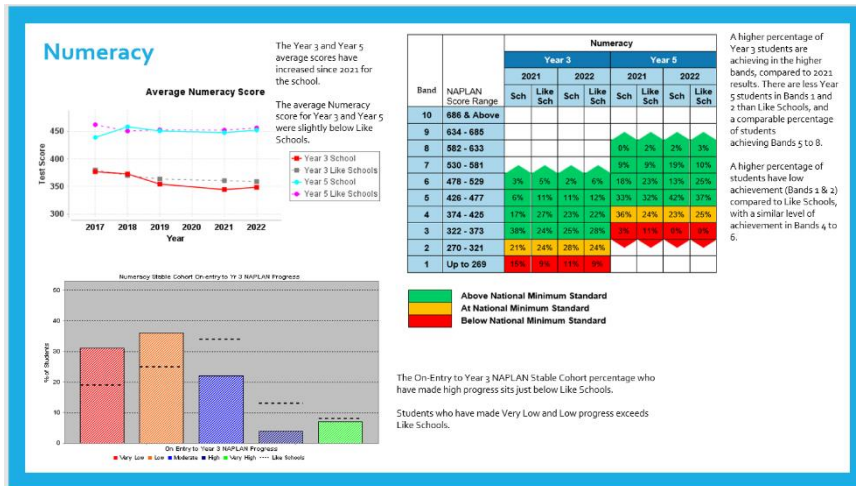 Numeracy
The Year 3 and Year 5
average scores have
increased since 2021 for
the school.
The average Numeracy
score for Year 3 and Year 5
were slightly below Like
Schools.
Average Numeracy Score
Test Score
450
400
350
300
2017 2018 2019 2021 2022
Year
Year 3 School
Year 3 Like Schools
Year 5 School
Year 5 Like Schools
Numeracy
Year 3 Year 5
2021 2022 2021 2022
Band NAPLAN Score Range Sch Like Sch Sch Like Sch Sch Like Sch Sch Like Sch
10 686 & Above
9 634 - 685
8 582 - 633 0% 2% 2% 3%
7 530 - 581 9% 9% 19% 10%
6 478 - 529 3% 5% 2% 6% 18% 23% 13% 25%
5 426 - 477 6% 11% 11% 12% 33% 32% 42% 37%
4 374 - 425 17% 27% 23% 22% 36% 24% 23% 25%
3 322 - 373 38% 24% 25% 28% 3% 11%
2 270 - 321 21% 24% 28% 24%
1 Up to 269 15% 9% 11% 9%
Above National Minimum Standard
At National Minimum Standard
Below National Minimum Standard
A higher percentage of
Year 3 students are
achieving in the higher
bands, compared to 2021
results. There are less Year
5 students in Bands 1 and
2 than Like Schools, and
a comparable percentage
of students
achieving Bands 5 to 8.
A higher percentage of
students have low
achievement (Bands 1 & 2)
compared to Like Schools,
with a similar level of
achievement in Bands 4 to
6.
Numeracy Stable Cohort On-entry to Yr 3 NAPLAN Progress
% of Students
60
50
40
30
20
10
0
On Entry to Year 3 NAPLAN Progress
Very Low Low Moderate High Very High Like Schools
The On-Entry to Year 3 NAPLAN Stable Cohort percentage who
have made high progress sits just below Like Schools.
Students who have made Very Low and Low progress exceeds
Like Schools.